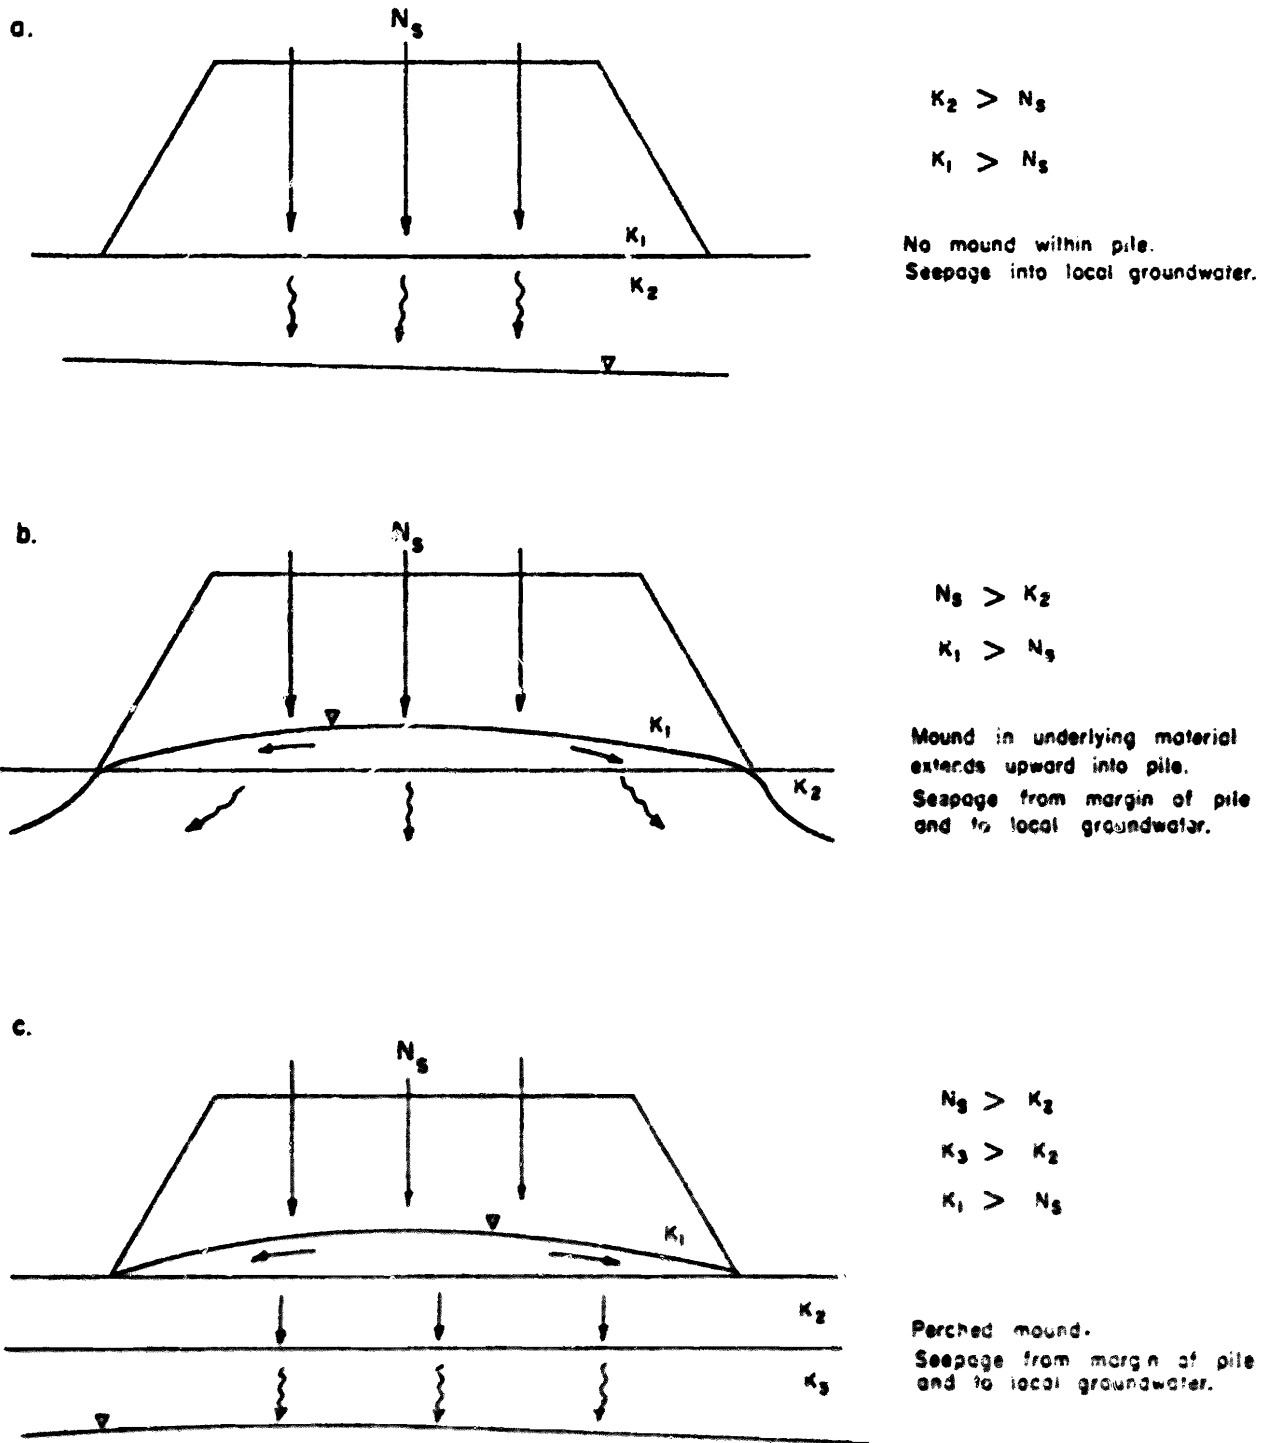 a.
Nₛ
K₂ > Nₛ
K₁ > Nₛ
No mound within pile.
Seepage into local groundwater.
K₁
K₂
b.
Nₛ
Nₛ > K₂
K₁ > Nₛ
K₁
K₂
Mound in underlying material
extends upward into pile.
Seepage from margin of pile
and to local groundwater.
c.
Nₛ
Nₛ > K₂
K₃ > K₂
K₁ > Nₛ
K₁
K₂
K₃
Perched mound.
Seepage from margin of pile
and to local groundwater.